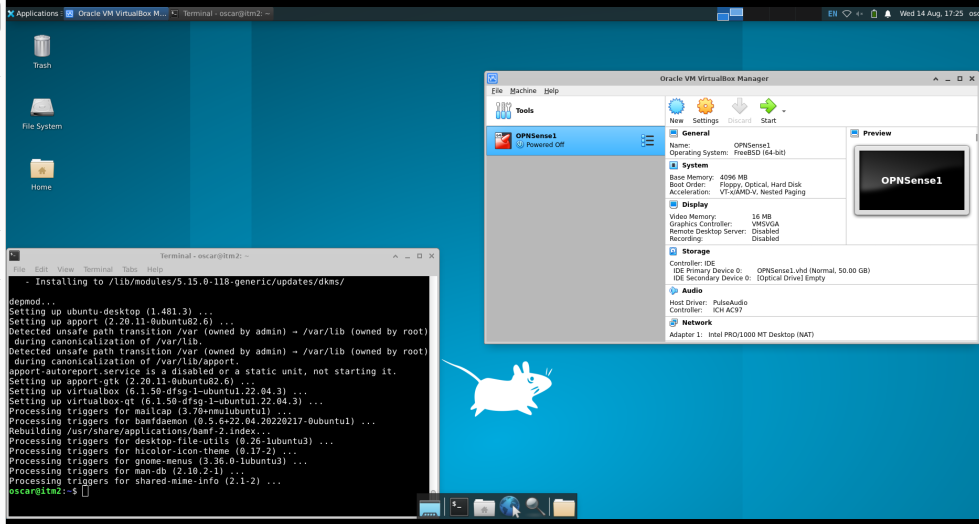 Applications
Oracle VM VirtualBox M...
Terminal - oscar@itm2: ~
EN
Wed 14 Aug, 17:25
Trash
File System
Home
Oracle VM VirtualBox Manager
File Machine Help
Tools
New Settings Discard Start
OPNSense1
Powered Off
General
Name: OPNSense1
Operating System: FreeBSD (64-bit)
System
Base Memory: 4096 MB
Boot Order: Floppy, Optical, Hard Disk
Acceleration: VT-x/AMD-V, Nested Paging
Display
Video Memory: 16 MB
Graphics Controller: VMSVGA
Remote Desktop Server: Disabled
Recording: Disabled
Storage
Controller: IDE
IDE Primary Device 0: OPNSense1.vhd (Normal, 50.00 GB)
IDE Secondary Device 0: [Optical Drive] Empty
Audio
Host Driver: PulseAudio
Controller: ICH AC97
Network
Adapter 1: Intel PRO/1000 MT Desktop (NAT)
Preview
OPNSense1
Terminal - oscar@itm2: ~
File Edit View Terminal Tabs Help
- Installing to /lib/modules/5.15.0-118-generic/updates/dkms/
depmod...
Setting up ubuntu-desktop (1.481.3) ...
Setting up apport (2.20.11-0ubuntu82.6) ...
Detected unsafe path transition /var (owned by admin) → /var/lib (owned by root)
during canonicalization of /var/lib.
Detected unsafe path transition /var (owned by admin) → /var/lib (owned by root)
during canonicalization of /var/lib/apport.
apport-autoreport.service is a disabled or a static unit, not starting it.
Setting up apport-gtk (2.20.11-0ubuntu82.6) ...
Setting up virtualbox (6.1.50-dfsg-1~ubuntu1.22.04.3) ...
Setting up virtualbox-qt (6.1.50-dfsg-1~ubuntu1.22.04.3) ...
Processing triggers for mailcap (3.70+nmu1ubuntu1) ...
Processing triggers for bamfdaemon (0.5.6+22.04.20220217-0ubuntu1) ...
Rebuilding /usr/share/applications/bamf-2.index...
Processing triggers for desktop-file-utils (0.26-1ubuntu3) ...
Processing triggers for hicolor-icon-theme (0.17-2) ...
Processing triggers for gnome-menus (3.36.0-1ubuntu3) ...
Processing triggers for man-db (2.10.2-1) ...
Processing triggers for shared-mime-info (2.1-2) ...
oscar@itm2:~$